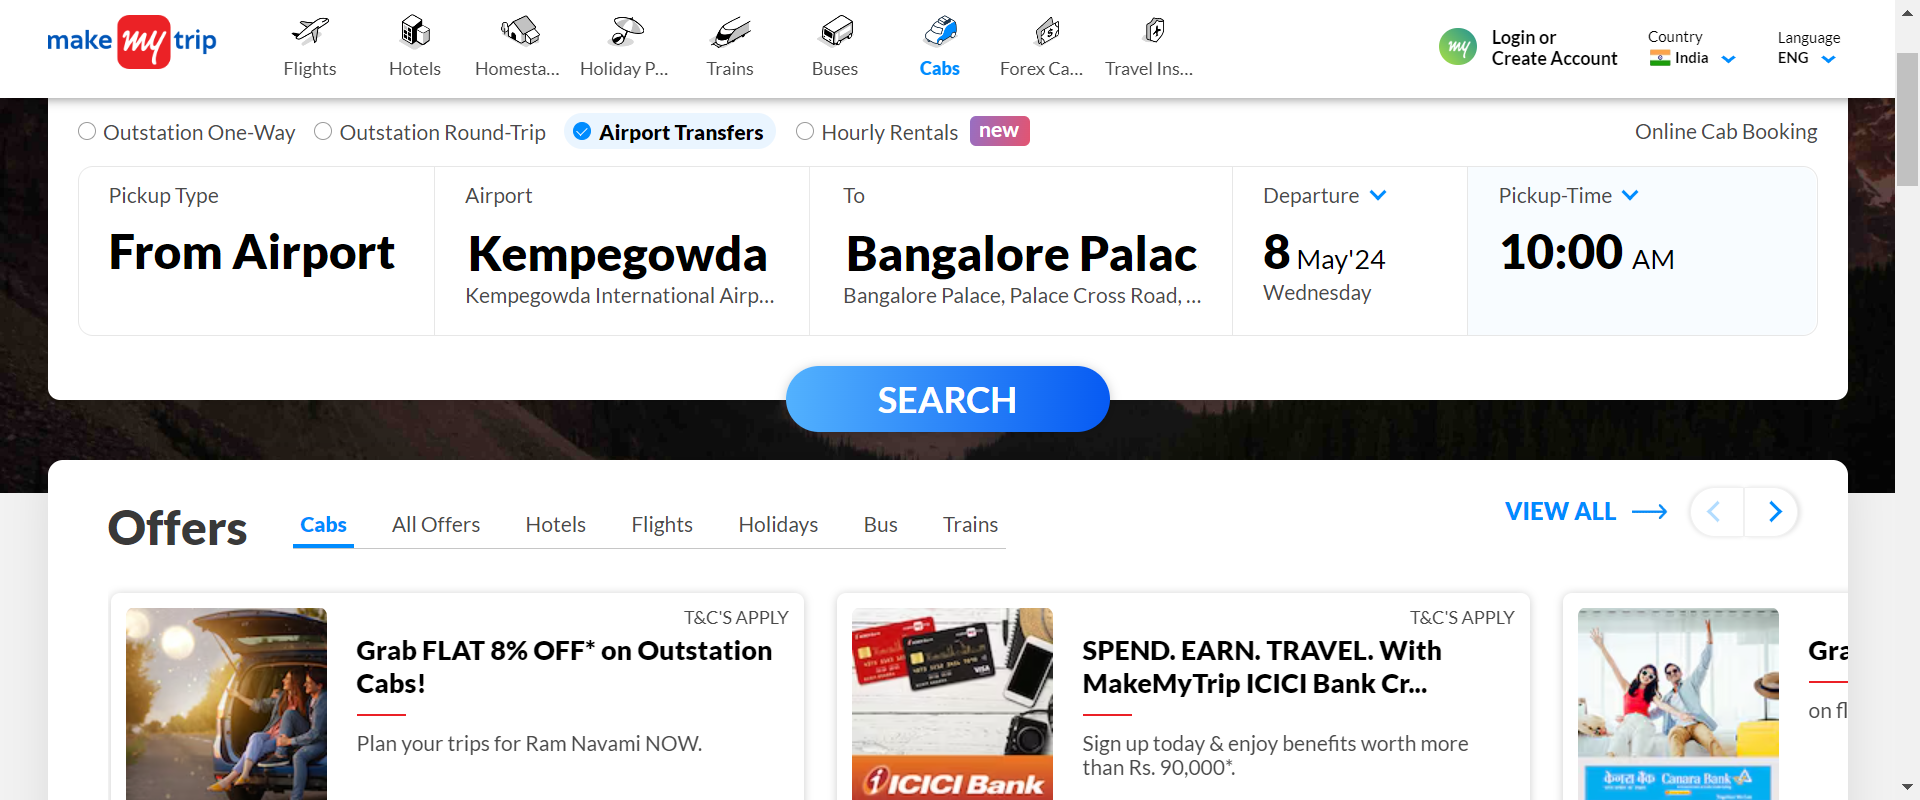 make my trip
Flights
Hotels
Homesta...
Holiday P...
Trains
Buses
Cabs
Forex Ca...
Travel Ins...
my
Login or
Create Account
Country
India
Language
ENG
Outstation One-Way
Outstation Round-Trip
Airport Transfers
Hourly Rentals
new
Online Cab Booking
Pickup Type
From Airport
Airport
Kempegowda
Kempegowda International Airp...
To
Bangalore Palac
Bangalore Palace, Palace Cross Road, ...
Departure
8 May'24
Wednesday
Pickup-Time
10:00 AM
SEARCH
Offers
Cabs
All Offers
Hotels
Flights
Holidays
Bus
Trains
VIEW ALL
T&C'S APPLY
Grab FLAT 8% OFF* on Outstation
Cabs!
Plan your trips for Ram Navami NOW.
T&C'S APPLY
SPEND. EARN. TRAVEL. With
MakeMyTrip ICICI Bank Cr...
Sign up today & enjoy benefits worth more
than Rs. 90,000*.
VISA
ICICI Bank
Gra
on fl
केनरा बैंक Canara Bank